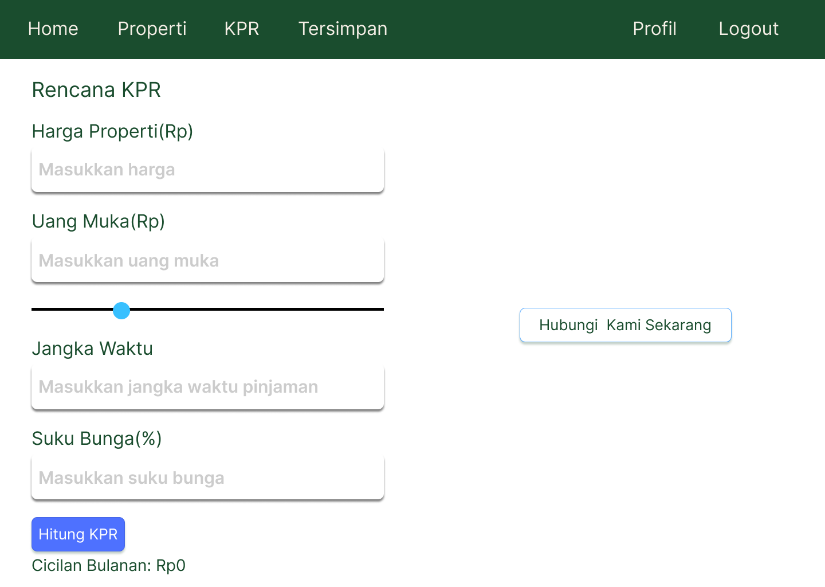 Home Properti KPR Tersimpan Profil Logout
Rencana KPR
Harga Properti(Rp)
Masukkan harga
Uang Muka(Rp)
Masukkan uang muka
Hubungi  Kami Sekarang
Jangka Waktu
Masukkan jangka waktu pinjaman
Suku Bunga(%)
Masukkan suku bunga
Hitung KPR
Cicilan Bulanan: Rp0